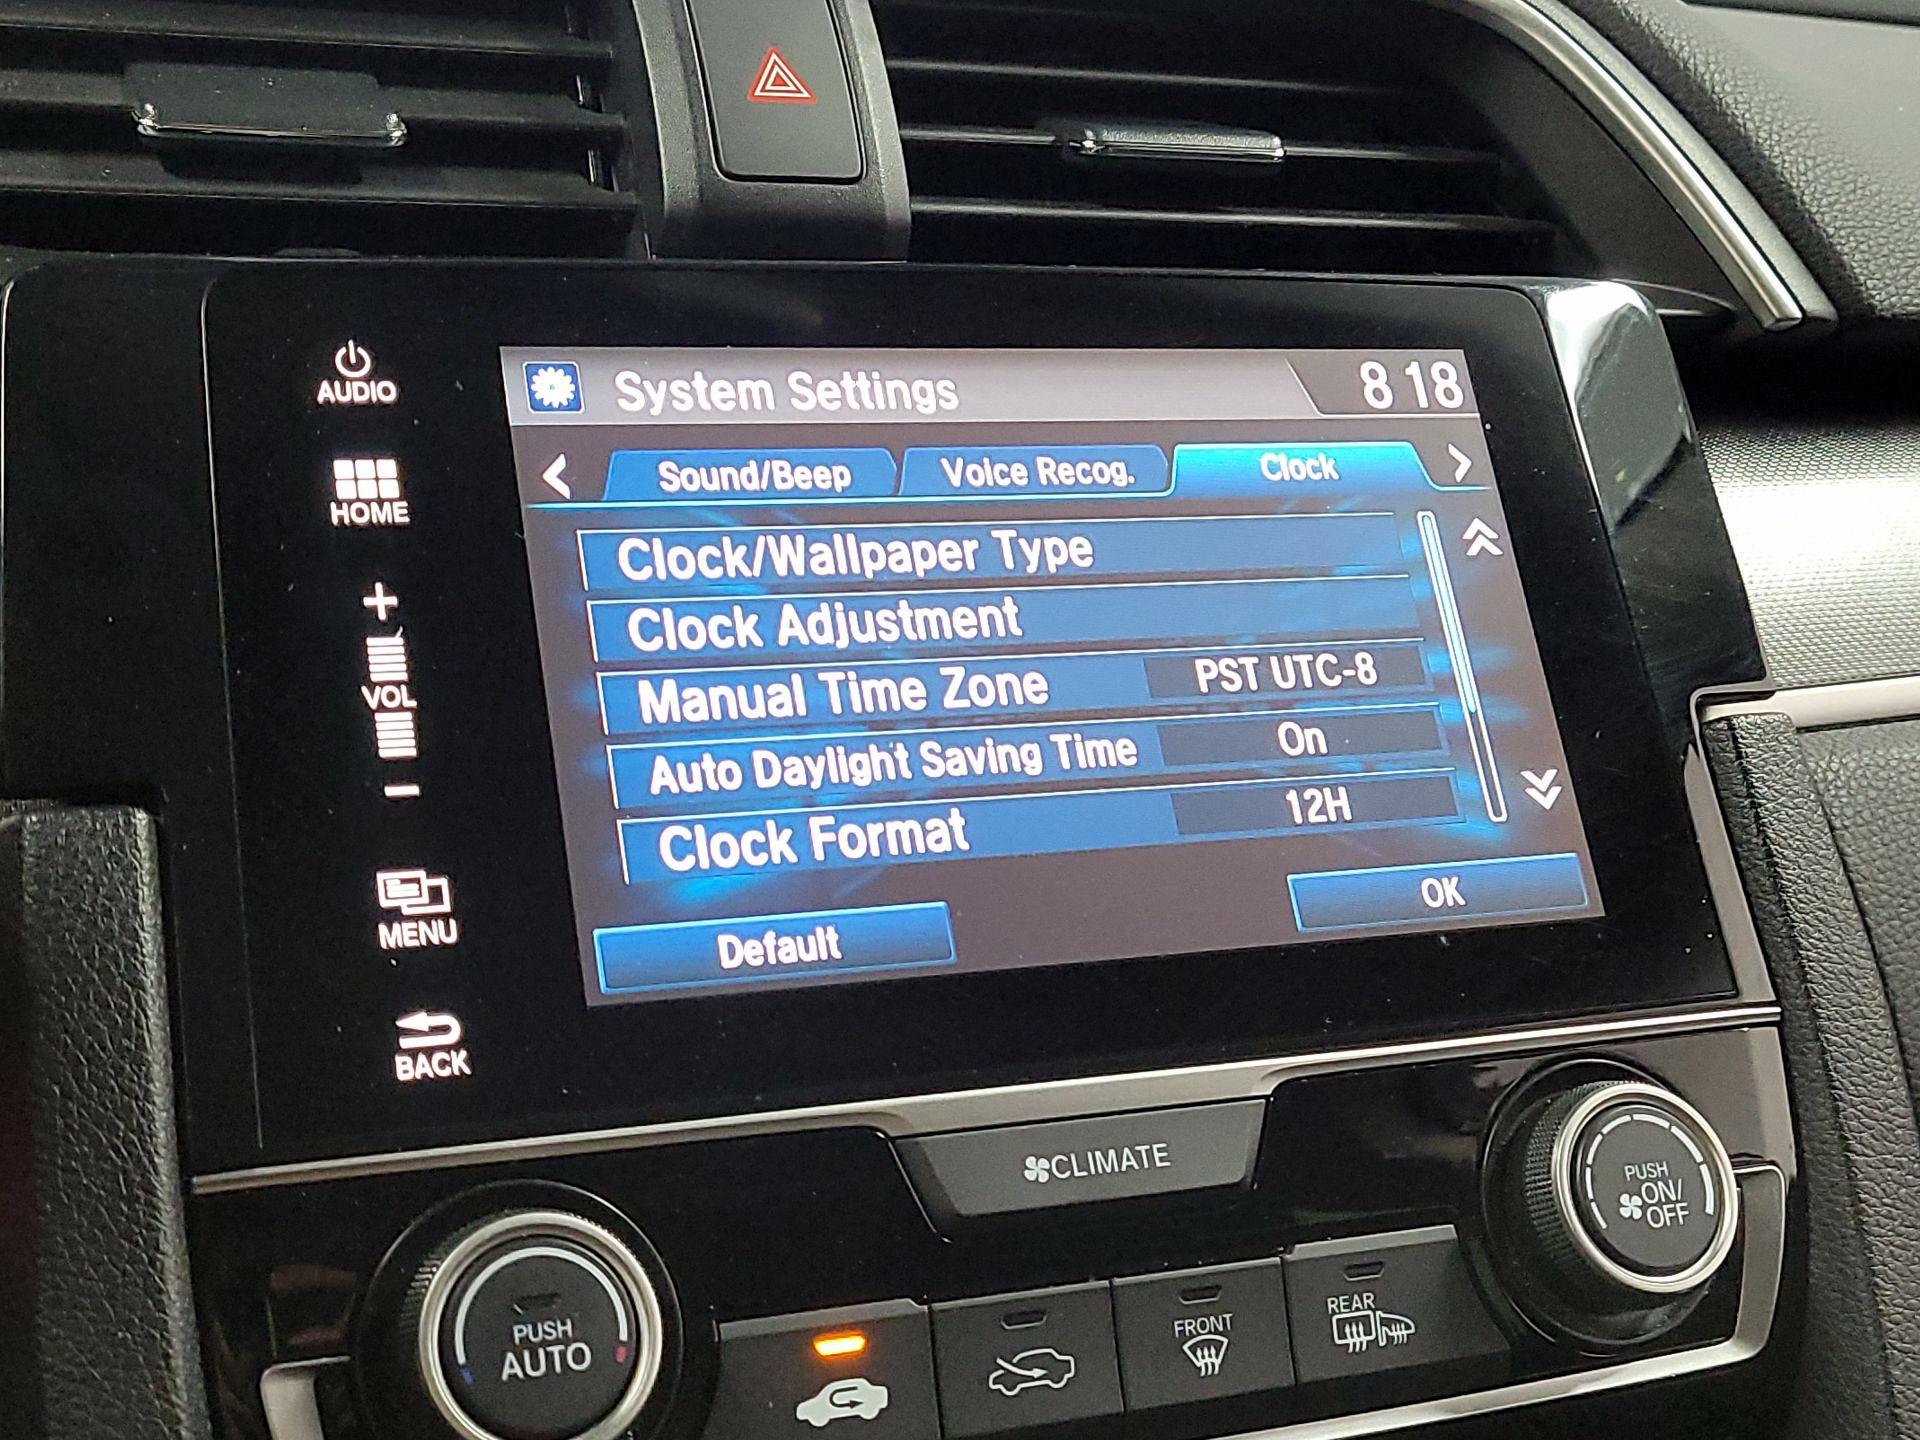 AUDIO
HOME
+
VOL
-
MENU
BACK
System Settings
8 18
< Sound/Beep Voice Recog. Clock >
Clock/Wallpaper Type
Clock Adjustment
Manual Time Zone PST UTC-8
Auto Daylight Saving Time On
Clock Format 12H
Default OK
CLIMATE
PUSH
AUTO
FRONT
REAR
PUSH
ON/
OFF